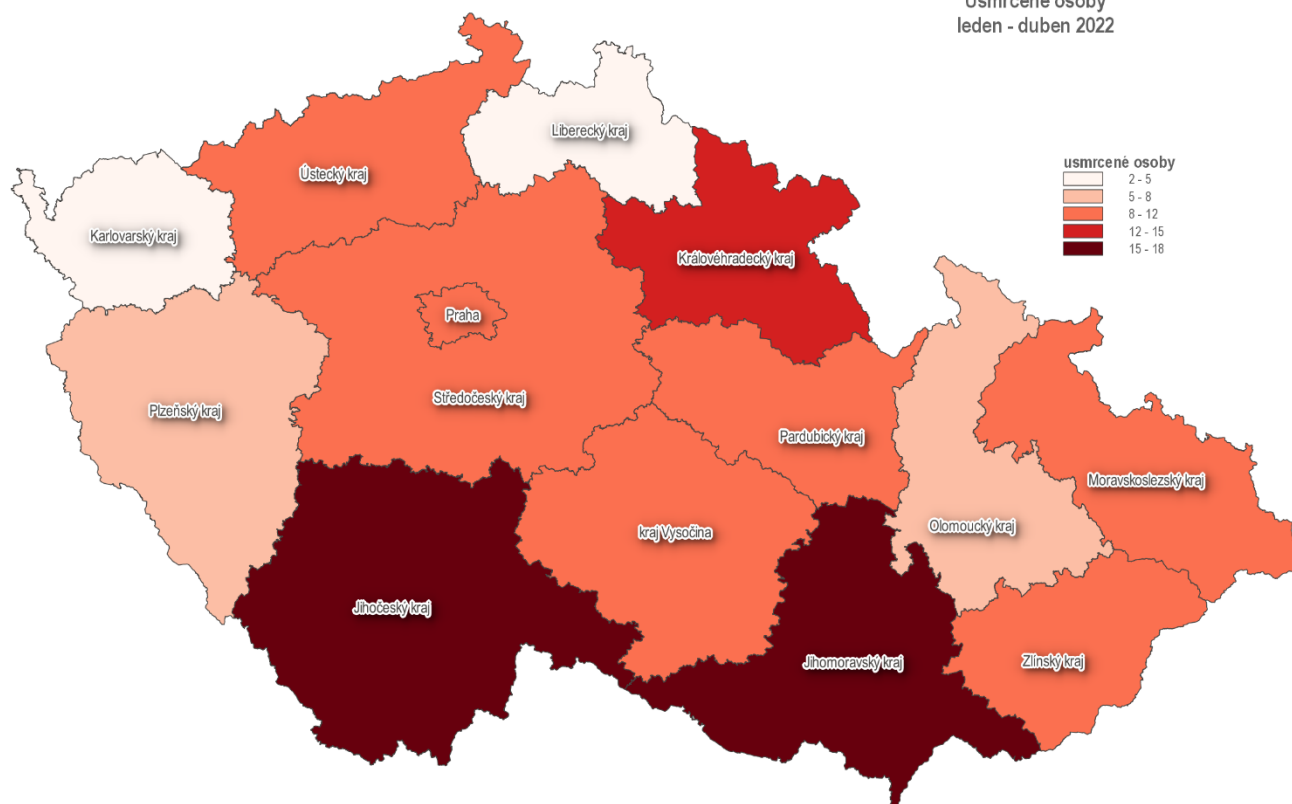 Usmrcené osoby
leden - duben 2022
Liberecký kraj
usmrcené osoby
2 - 5
5 - 8
8 - 12
12 - 15
15 - 18
Ústecký kraj
Karlovarský kraj
Královéhradecký kraj
Praha
Středočeský kraj
Plzeňský kraj
Pardubický kraj
Moravskoslezský kraj
Olomoucký kraj
kraj Vysočina
Jihočeský kraj
Jihomoravský kraj
Zlínský kraj